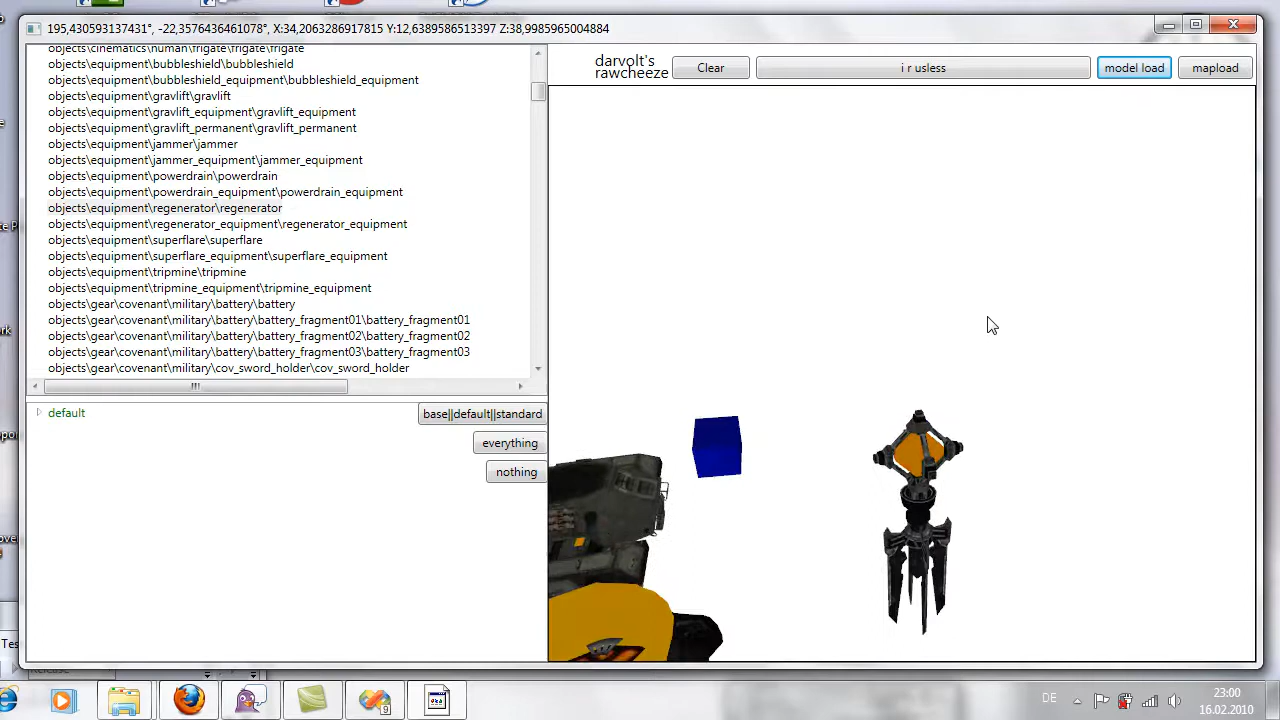 195,430593137431°, -22,3576436461078°, X:34,2063286917815 Y:12,6389586513397 Z:38,9985965004884
objects\cinematics\human\frigate\frigate\frigate
objects\equipment\bubbleshield\bubbleshield
objects\equipment\bubbleshield_equipment\bubbleshield_equipment
objects\equipment\gravlift\gravlift
objects\equipment\gravlift_equipment\gravlift_equipment
objects\equipment\gravlift_permanent\gravlift_permanent
objects\equipment\jammer\jammer
objects\equipment\jammer_equipment\jammer_equipment
objects\equipment\powerdrain\powerdrain
objects\equipment\powerdrain_equipment\powerdrain_equipment
objects\equipment\regenerator\regenerator
objects\equipment\regenerator_equipment\regenerator_equipment
objects\equipment\superflare\superflare
objects\equipment\superflare_equipment\superflare_equipment
objects\equipment\tripmine\tripmine
objects\equipment\tripmine_equipment\tripmine_equipment
objects\gear\covenant\military\battery\battery
objects\gear\covenant\military\battery\battery_fragment01\battery_fragment01
objects\gear\covenant\military\battery\battery_fragment02\battery_fragment02
objects\gear\covenant\military\battery\battery_fragment03\battery_fragment03
objects\gear\covenant\military\cov_sword_holder\cov_sword_holder
default
base||default||standard
everything
nothing
darvolt's
rawcheeze
Clear
i r usless
model load
mapload
9
DE
23:00
16.02.2010